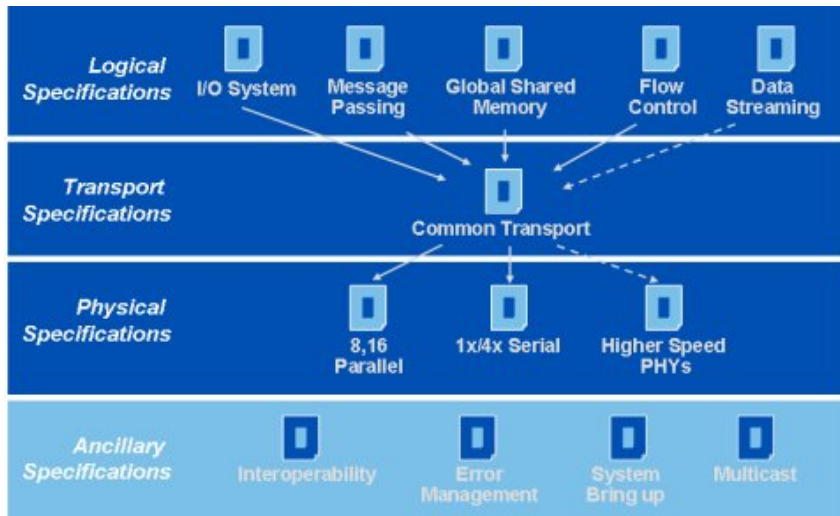 Logical
Specifications
I/O System
Message
Passing
Global Shared
Memory
Flow
Control
Data
Streaming
Transport
Specifications
Common Transport
Physical
Specifications
8,16
Parallel
1x/4x Serial
Higher Speed
PHYs
Ancillary
Specifications
Interoperability
Error
Management
System
Bring up
Multicast